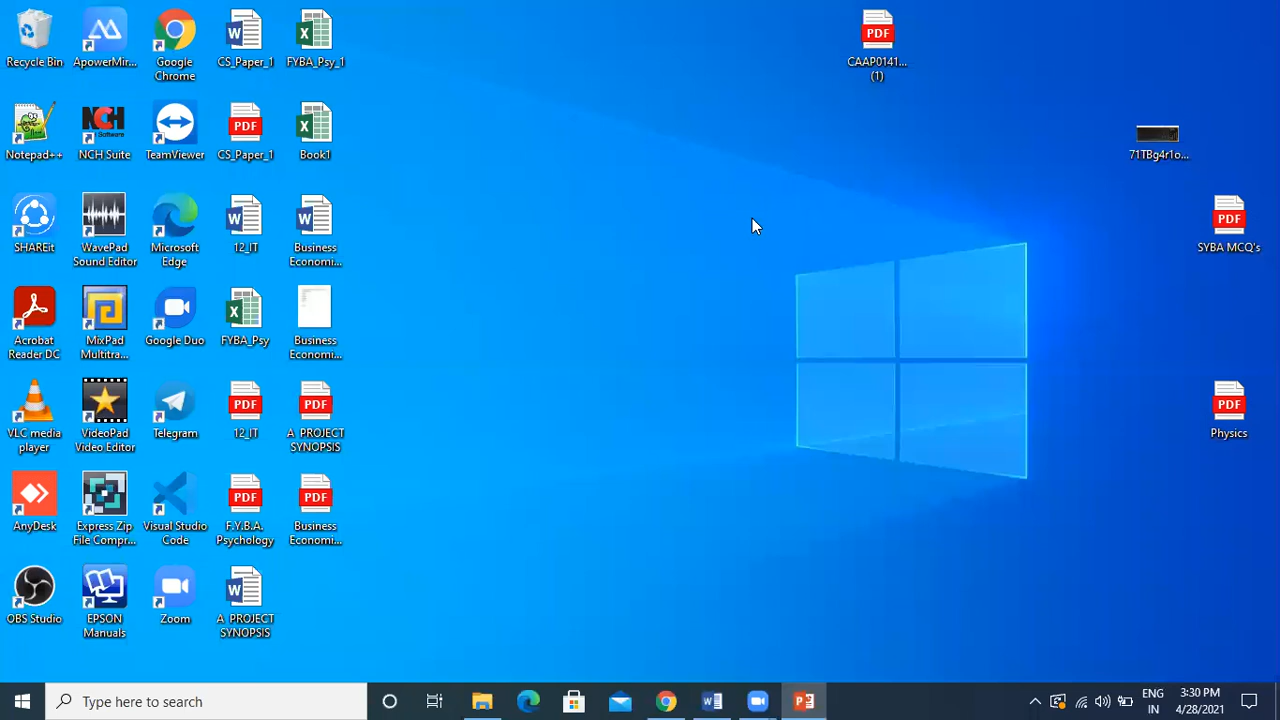 Recycle Bin
ApowerMir...
Google
Chrome
CS_Paper_1
FYBA_Psy_1
PDF
CAAP0141...
(1)
Notepad++
NCH
Software
NCH Suite
TeamViewer
PDF
CS_Paper_1
Book1
71TBg4r1o...
SHAREit
WavePad
Sound Editor
Microsoft
Edge
12_IT
Business
Economi...
PDF
SYBA MCQ's
Acrobat
Reader DC
MixPad
Multitra...
Google Duo
FYBA_Psy
Business
Economi...
VLC media
player
VideoPad
Video Editor
Telegram
PDF
12_IT
PDF
A PROJECT
SYNOPSIS
PDF
Physics
AnyDesk
Express Zip
File Compr...
Visual Studio
Code
PDF
F.Y.B.A.
Psychology
PDF
Business
Economi...
OBS Studio
EPSON
Manuals
Zoom
A PROJECT
SYNOPSIS
Type here to search
ENG
IN
3:30 PM
4/28/2021